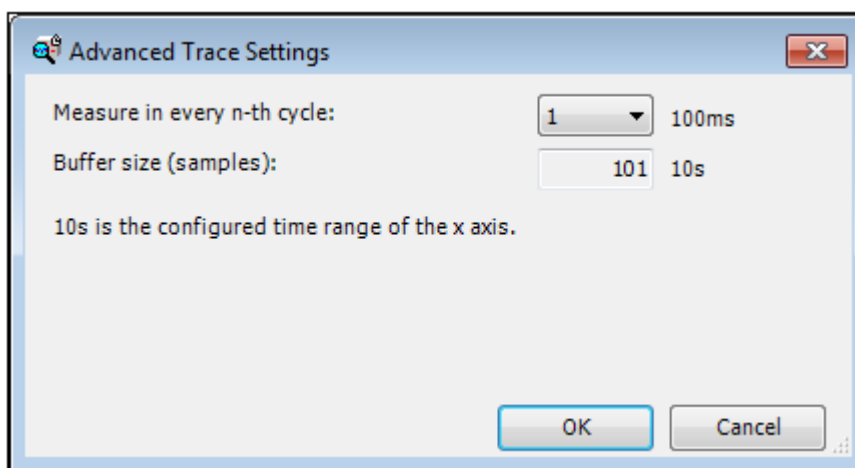 Advanced Trace Settings
Measure in every n-th cycle: 1 100ms
Buffer size (samples): 101 10s
10s is the configured time range of the x axis.
OK Cancel